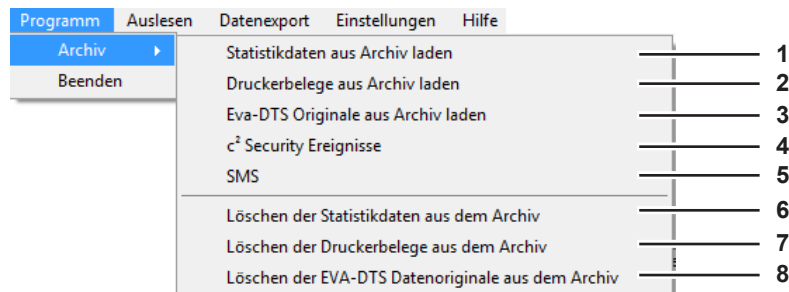 Programm Auslesen Datenexport Einstellungen Hilfe
Archiv
Beenden
Statistikdaten aus Archiv laden 1
Druckerbelege aus Archiv laden 2
Eva-DTS Originale aus Archiv laden 3
c² Security Ereignisse 4
SMS 5
Löschen der Statistikdaten aus dem Archiv 6
Löschen der Druckerbelege aus dem Archiv 7
Löschen der EVA-DTS Datenoriginale aus dem Archiv 8